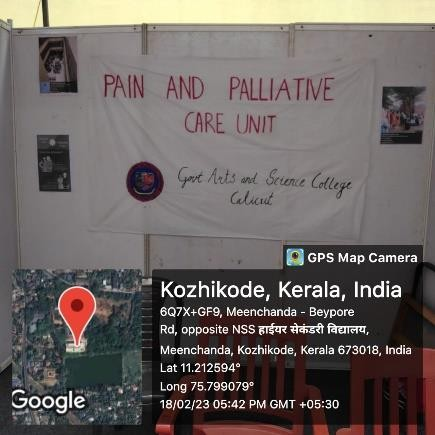 PAIN AND PALLIATIVE
CARE UNIT
Govt Arts and Science College
Calicut
GPS Map Camera
Kozhikode, Kerala, India
6Q7X+GF9, Meenchanda - Beypore
Rd, opposite NSS हाईयर सेकंडरी विद्यालय,
Meenchanda, Kozhikode, Kerala 673018, India
Lat 11.212594°
Long 75.799079°
18/02/23 05:42 PM GMT +05:30
Google